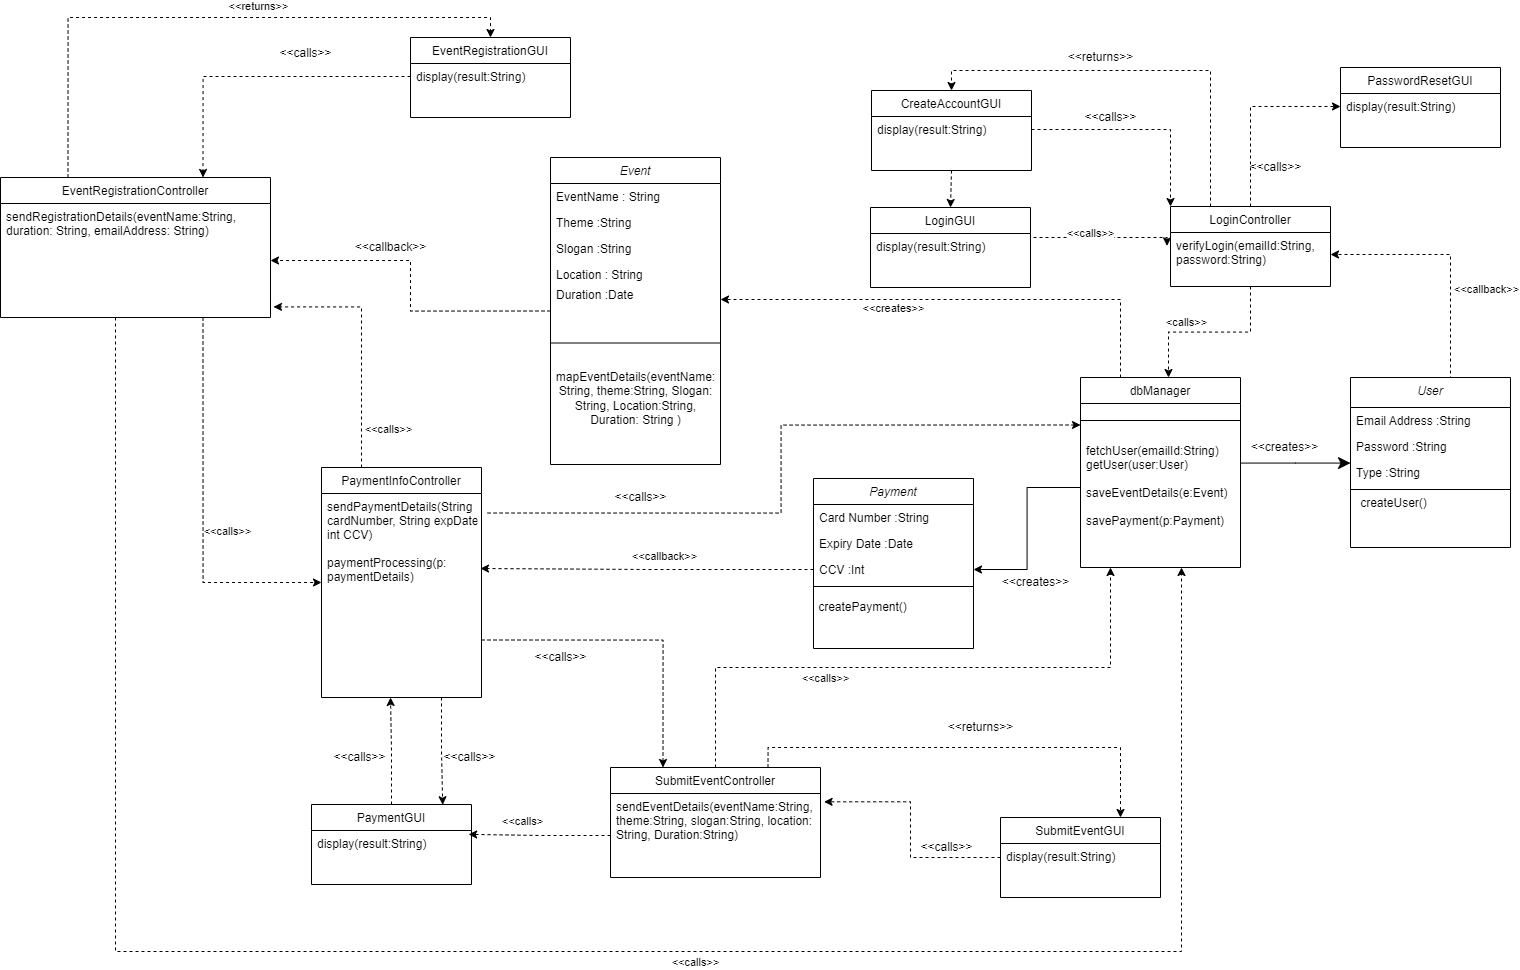 <<returns>>
EventRegistrationGUI
display(result:String)
<<calls>>
EventRegistrationController
sendRegistrationDetails(eventName:String,
duration: String, emailAddress: String)
<<callback>>
Event
EventName : String
Theme :String
Slogan :String
Location : String
Duration :Date
mapEventDetails(eventName:
String, theme:String, Slogan:
String, Location:String,
Duration: String )
<<returns>>
CreateAccountGUI
display(result:String)
<<calls>>
PasswordResetGUI
display(result:String)
<<calls>>
LoginGUI
display(result:String)
<<calls>>
LoginController
verifyLogin(emailId:String,
password:String)
<<callback>>
<<creates>>
calls>>
dbManager
fetchUser(emailId:String)
getUser(user:User)
saveEventDetails(e:Event)
savePayment(p:Payment)
<<creates>>
User
Email Address :String
Password :String
Type :String
createUser()
<<calls>>
PaymentInfoController
sendPaymentDetails(String
cardNumber, String expDate
int CCV)
paymentProcessing(p:
paymentDetails)
<<calls>>
<<calls>>
<<callback>>
Payment
Card Number :String
Expiry Date :Date
CCV :Int
createPayment()
<<creates>>
<<calls>>
<<calls>>
<<returns>>
<<calls>>
<<calls>>
PaymentGUI
display(result:String)
<<calls>
SubmitEventController
sendEventDetails(eventName:String,
theme:String, slogan:String, location:
String, Duration:String)
<<calls>>
SubmitEventGUI
display(result:String)
<<calls>>